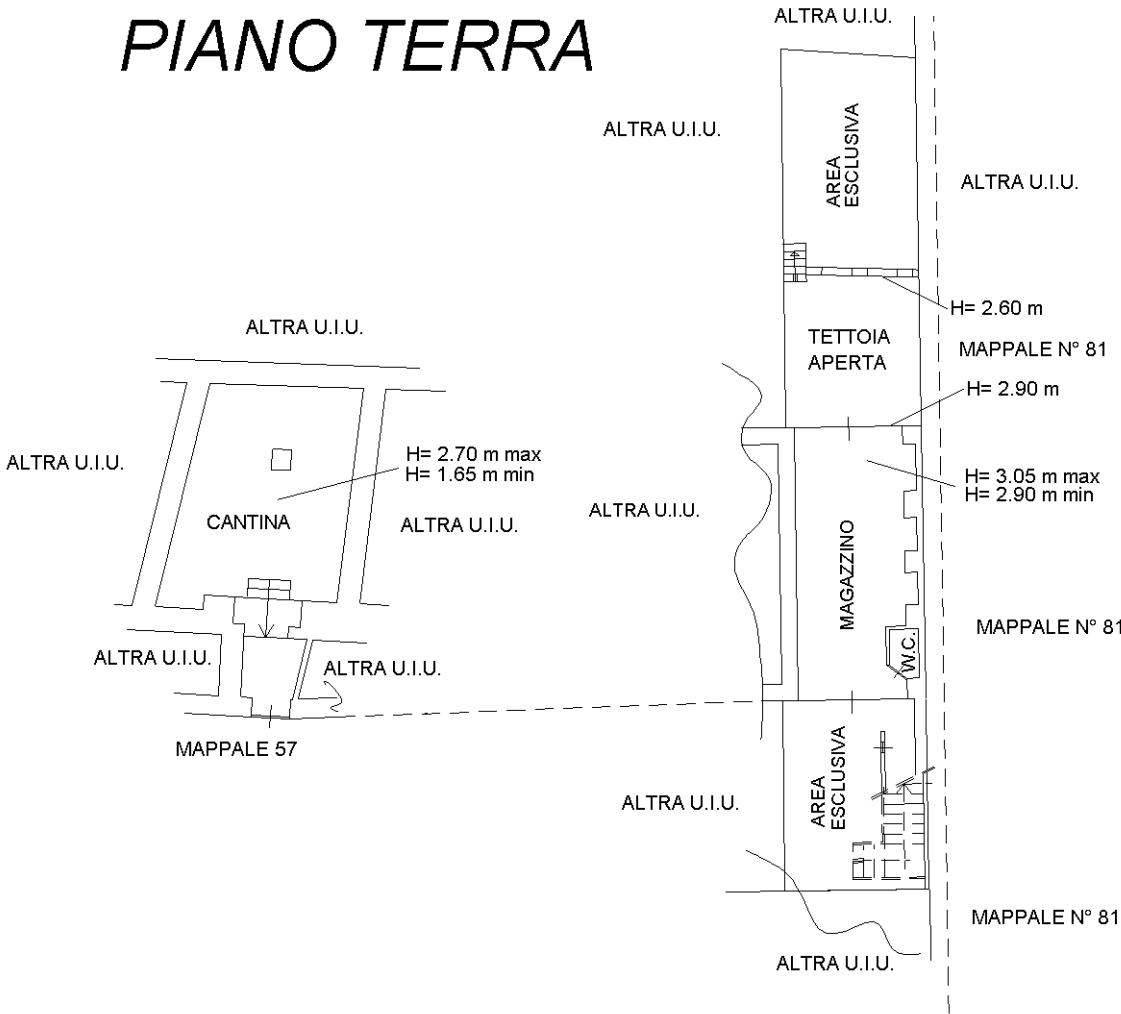 PIANO TERRA
ALTRA U.I.U.
ALTRA U.I.U.
AREA
ESCLUSIVA
ALTRA U.I.U.
H= 2.60 m
ALTRA U.I.U.
TETTOIA
APERTA
MAPPALE N° 81
H= 2.90 m
ALTRA U.I.U.
H= 2.70 m max
H= 1.65 m min
H= 3.05 m max
H= 2.90 m min
CANTINA
ALTRA U.I.U.
ALTRA U.I.U.
MAGAZZINO
MAPPALE N° 81
W.C.
ALTRA U.I.U.
ALTRA U.I.U.
MAPPALE 57
AREA
ESCLUSIVA
ALTRA U.I.U.
MAPPALE N° 81
ALTRA U.I.U.